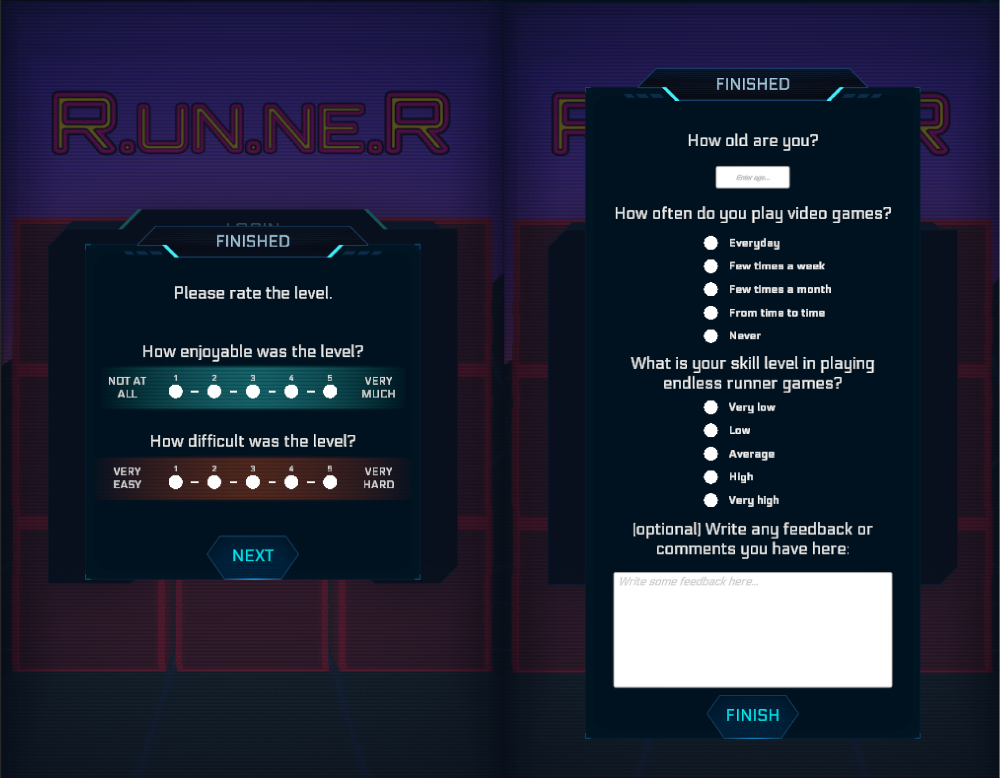 R.UN.NE.R
LOGIN
FINISHED
Please rate the level.
How enjoyable was the level?
NOT AT
ALL
1 2 3 4 5
VERY
MUCH
How difficult was the level?
VERY
EASY
1 2 3 4 5
VERY
HARD
NEXT
R
FINISHED
How old are you?
Enter age...
How often do you play video games?
Everyday
Few times a week
Few times a month
From time to time
Never
What is your skill level in playing
endless runner games?
Very low
Low
Average
High
Very high
(optional) Write any feedback or
comments you have here:
Write some feedback here...
FINISH